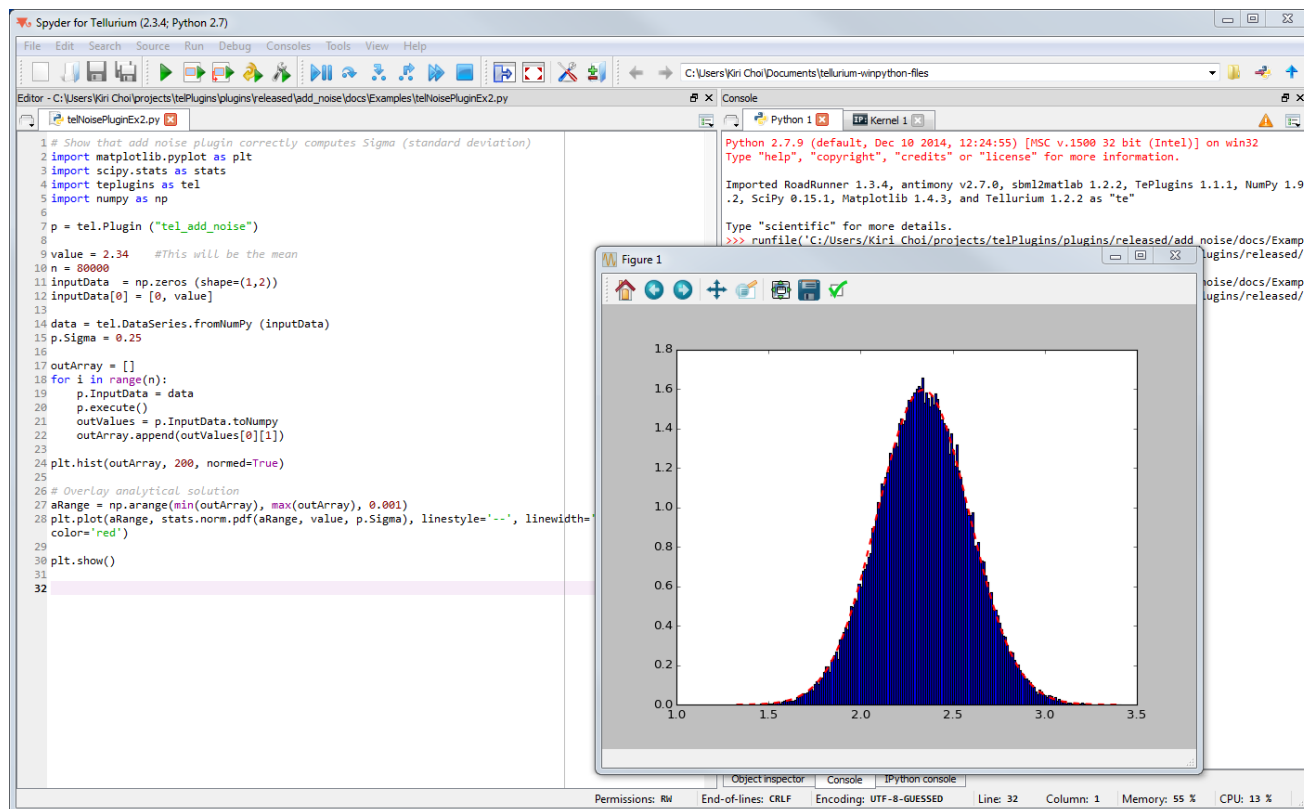 Spyder for Tellurium (2.3.4; Python 2.7)
File Edit Search Source Run Debug Consoles Tools View Help
C:\Users\Kiri Choi\Documents\tellurium-winpython-files
Editor - C:\Users\Kiri Choi\projects\telPlugins\plugins\released\add_noise\docs\Examples\telNoisePluginEx2.py
telNoisePluginEx2.py
1 # Show that add noise plugin correctly computes Sigma (standard deviation)
2 import matplotlib.pyplot as plt
3 import scipy.stats as stats
4 import teplugins as tel
5 import numpy as np
6
7 p = tel.Plugin ("tel_add_noise")
8
9 value = 2.34 #This will be the mean
10 n = 80000
11 inputData = np.zeros (shape=(1,2))
12 inputData[0] = [0, value]
13
14 data = tel.DataSeries.fromNumPy (inputData)
15 p.Sigma = 0.25
16
17 outArray = []
18 for i in range(n):
19 p.InputData = data
20 p.execute()
21 outValues = p.InputData.toNumpy
22 outArray.append(outValues[0][1])
23
24 plt.hist(outArray, 200, normed=True)
25
26 # Overlay analytical solution
27 aRange = np.arange(min(outArray), max(outArray), 0.001)
28 plt.plot(aRange, stats.norm.pdf(aRange, value, p.Sigma), linestyle='--', linewidth='
color='red')
29
30 plt.show()
31
32
Console
Python 1
IP: Kernel 1
Python 2.7.9 (default, Dec 10 2014, 12:24:55) [MSC v.1500 32 bit (Intel)] on win32
Type "help", "copyright", "credits" or "license" for more information.
Imported RoadRunner 1.3.4, antimony v2.7.0, sbml2matlab 1.2.2, TePlugins 1.1.1, NumPy 1.9
.2, SciPy 0.15.1, Matplotlib 1.4.3, and Tellurium 1.2.2 as "te"
Type "scientific" for more details.
>>> runfile('C:/Users/Kiri Choi/projects/telPlugins/plugins/released/add_noise/docs/Examp
lugins/released/
oise/docs/Examp
lugins/released/
Figure 1
1.8
1.6
1.4
1.2
1.0
0.8
0.6
0.4
0.2
0.0
1.0 1.5 2.0 2.5 3.0 3.5
Object inspector Console IPython console
Permissions: RW End-of-lines: CRLF Encoding: UTF-8-GUESSED Line: 32 Column: 1 Memory: 55 % CPU: 13 %